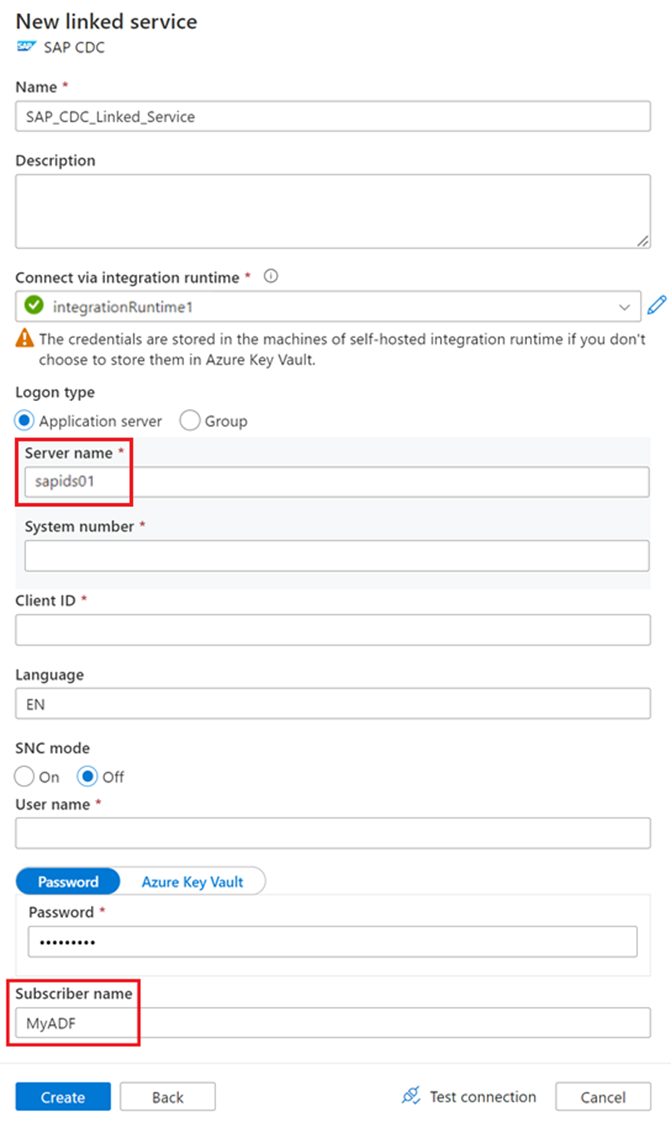 New linked service
SAP SAP CDC
Name *
SAP_CDC_Linked_Service
Description
Connect via integration runtime *
integrationRuntime1
The credentials are stored in the machines of self-hosted integration runtime if you don't
choose to store them in Azure Key Vault.
Logon type
Application server Group
Server name *
sapids01
System number *
Client ID *
Language
EN
SNC mode
On Off
User name *
Password Azure Key Vault
Password *
•••••••••
Subscriber name
MyADF
Create Back Test connection Cancel